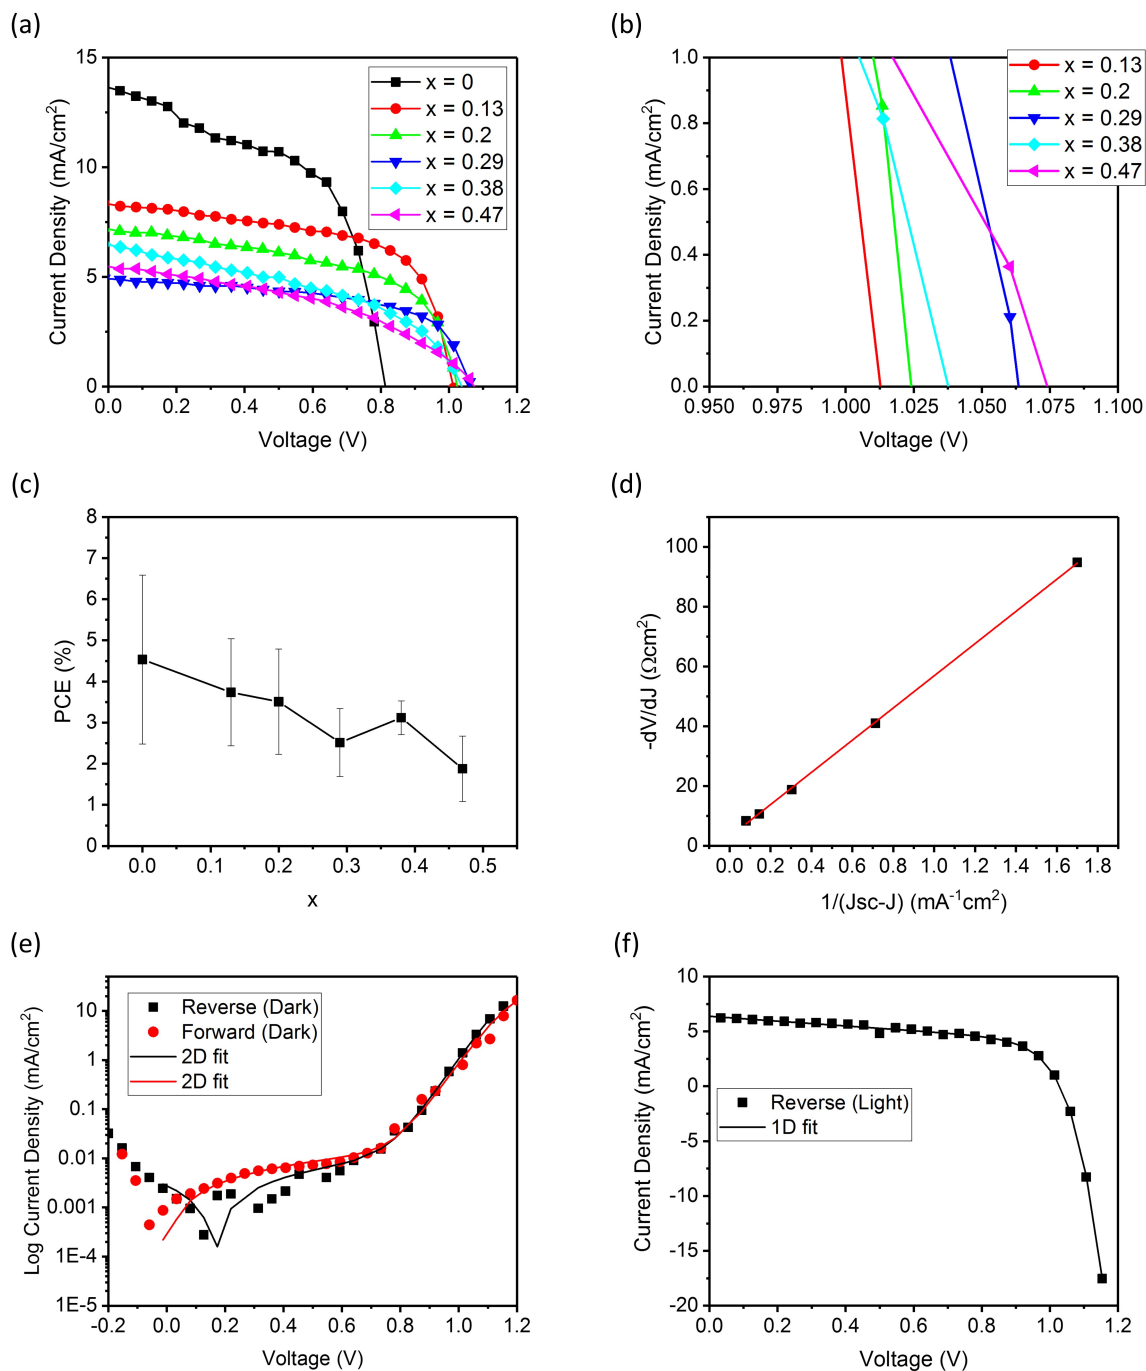 (a)
15
10
5
0
0.0 0.2 0.4 0.6 0.8 1.0 1.2
Current Density (mA/cm²)
Voltage (V)
x = 0
x = 0.13
x = 0.2
x = 0.29
x = 0.38
x = 0.47
(b)
1.0
0.8
0.6
0.4
0.2
0.0
0.950 0.975 1.000 1.025 1.050 1.075 1.100
Current Density (mA/cm²)
Voltage (V)
x = 0.13
x = 0.2
x = 0.29
x = 0.38
x = 0.47
(c)
8
7
6
5
4
3
2
1
0
0.0 0.1 0.2 0.3 0.4 0.5
PCE (%)
x
(d)
100
80
60
40
20
0
0.0 0.2 0.4 0.6 0.8 1.0 1.2 1.4 1.6 1.8
-dV/dJ (Ωcm²)
1/(Jsc-J) (mA⁻¹cm²)
(e)
10
1
0.1
0.01
0.001
1E-4
1E-5
-0.2 0.0 0.2 0.4 0.6 0.8 1.0 1.2
Log Current Density (mA/cm²)
Voltage (V)
Reverse (Dark)
Forward (Dark)
2D fit
2D fit
(f)
10
5
0
-5
-10
-15
-20
0.0 0.2 0.4 0.6 0.8 1.0 1.2
Current Density (mA/cm²)
Voltage (V)
Reverse (Light)
1D fit